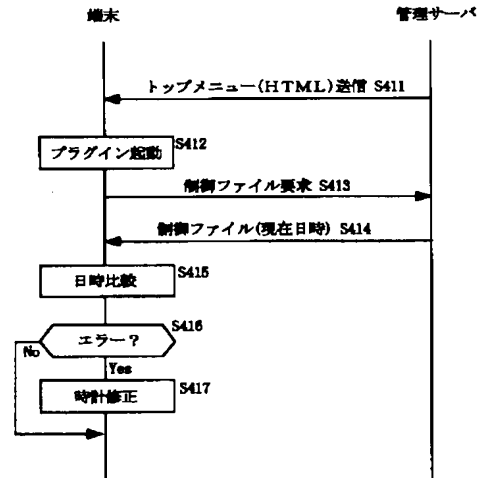 端末
管理サーバ
トップメニュー(HTML)送信 S411
プラグイン起動
S412
制御ファイル要求 S413
制御ファイル(現在日時) S414
日時比較
S415
エラー?
S416
No
Yes
時計修正
S417